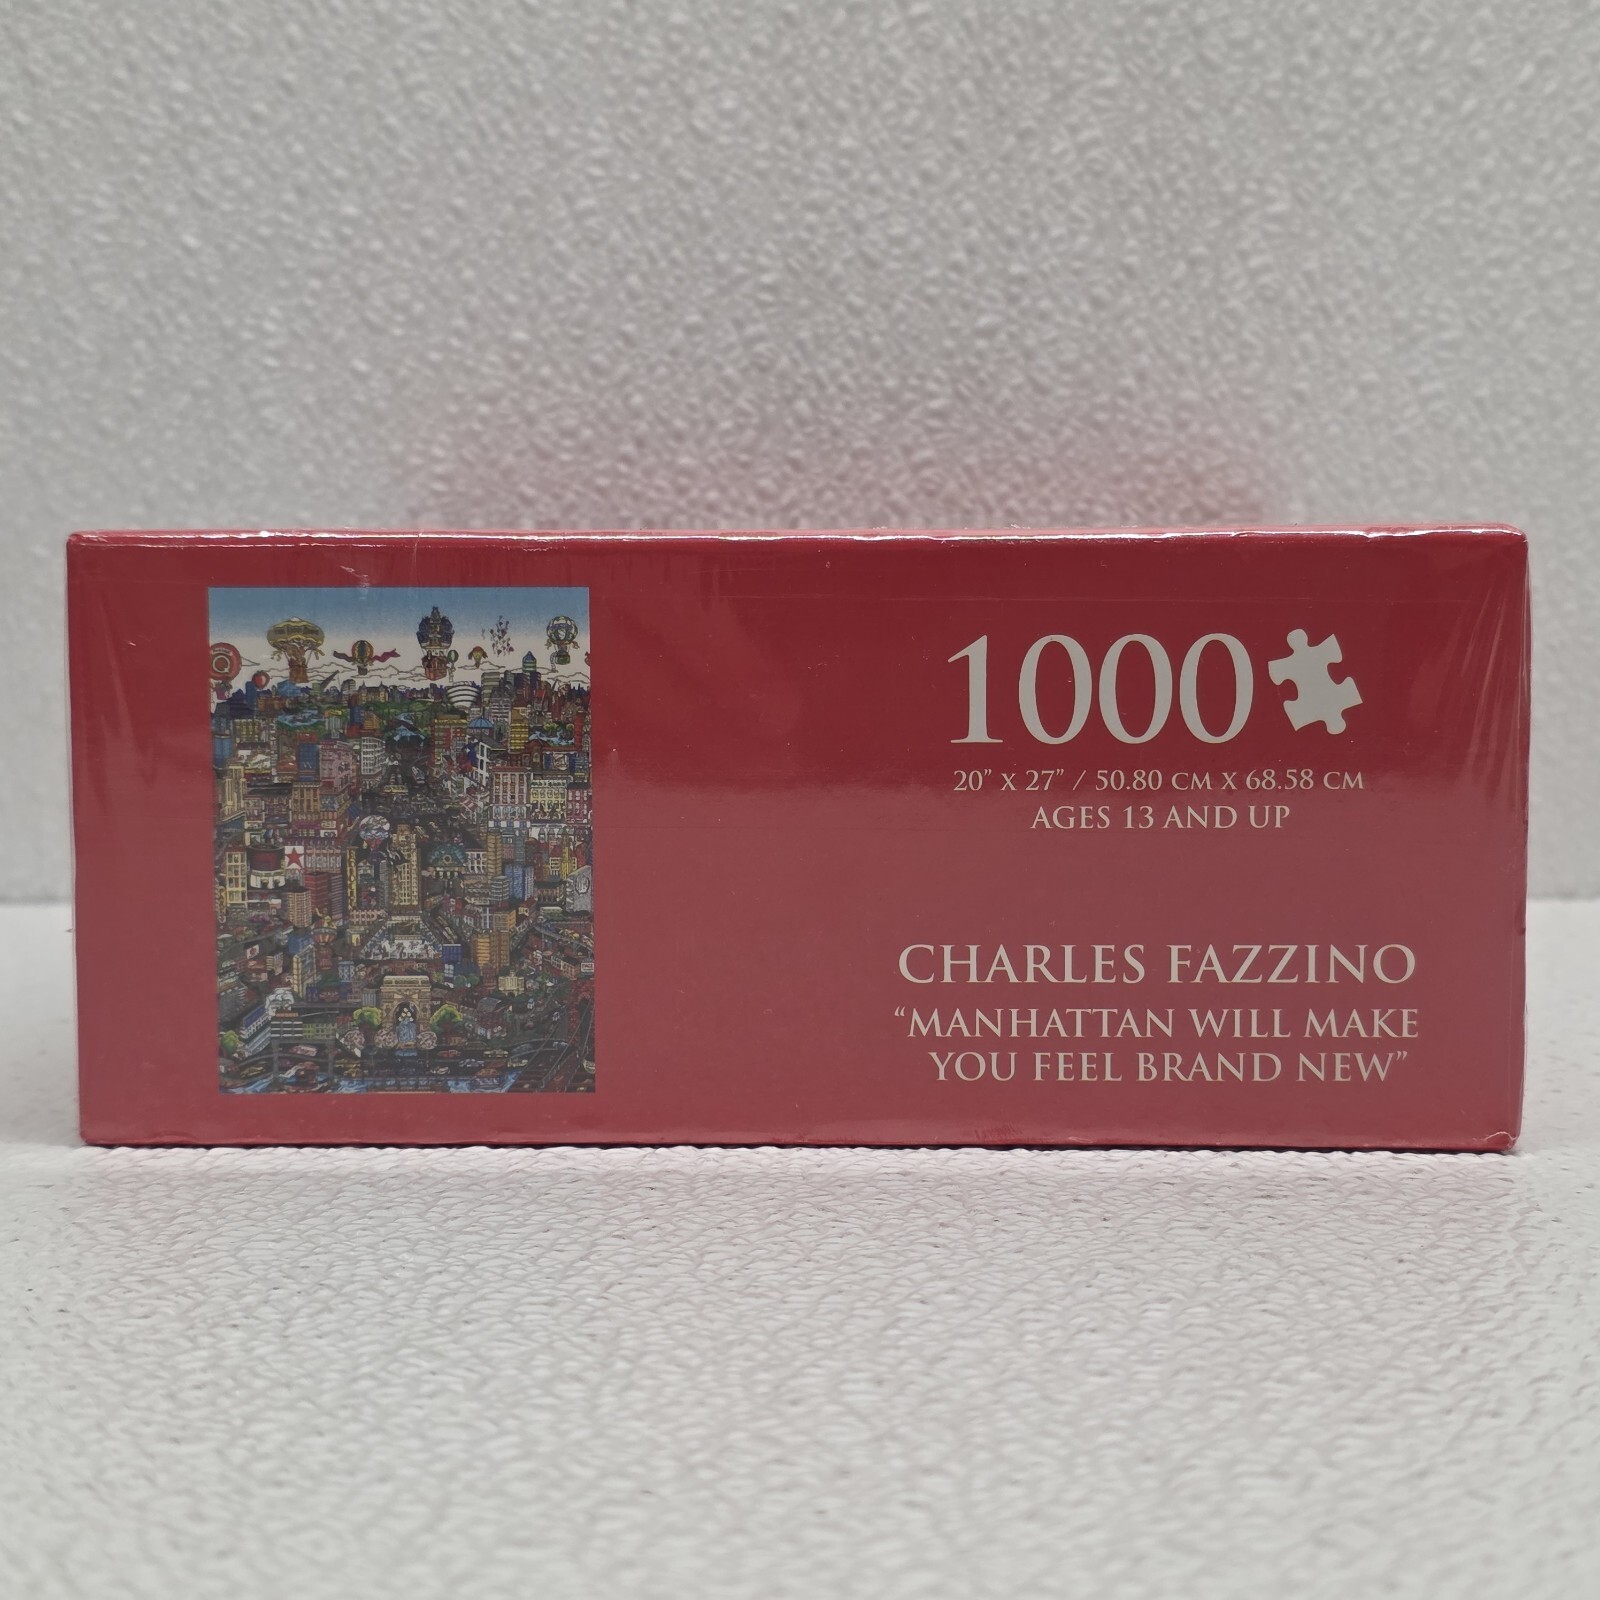 1000
20" X 27" / 50.80 CM X 68.58 CM
AGES 13 AND UP
CHARLES FAZZINO
“MANHATTAN WILL MAKE
YOU FEEL BRAND NEW”